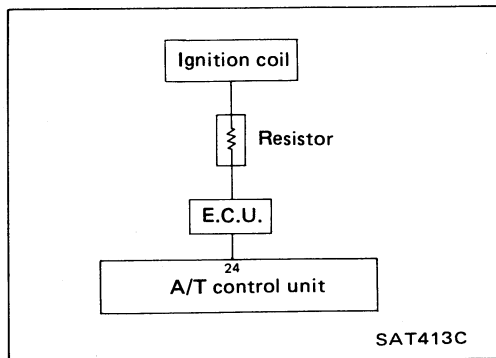 Ignition coil
Resistor
E.C.U.
24
A/T control unit
SAT413C